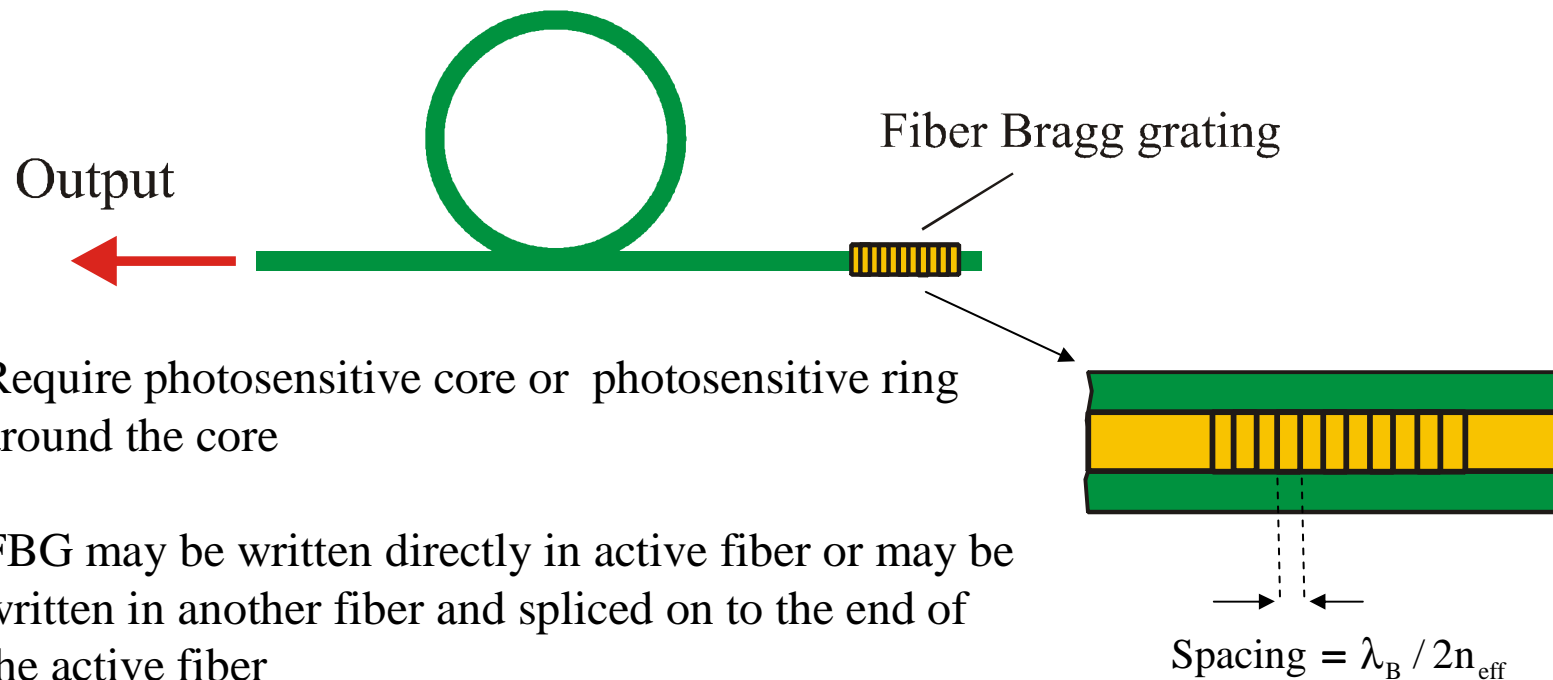 Fiber Bragg grating
Output
Require photosensitive core or photosensitive ring
around the core
FBG may be written directly in active fiber or may be
written in another fiber and spliced on to the end of
the active fiber
Spacing = λ_B / 2n_eff